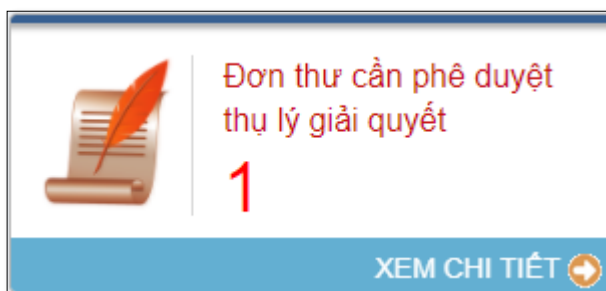 Đơn thư cần phê duyệt
thụ lý giải quyết
1
XEM CHI TIẾT